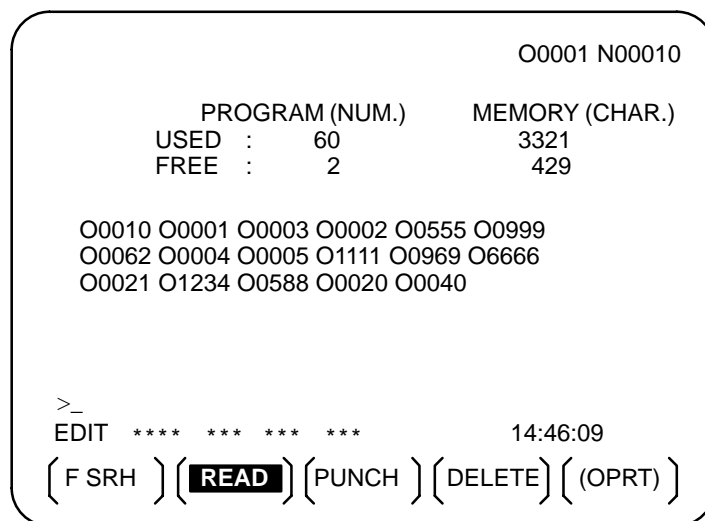 O0001 N00010
PROGRAM (NUM.) MEMORY (CHAR.)
USED : 60 3321
FREE : 2 429
O0010 O0001 O0003 O0002 O0555 O0999
O0062 O0004 O0005 O1111 O0969 O6666
O0021 O1234 O0588 O0020 O0040
>_
EDIT **** *** *** *** 14:46:09
F SRH READ PUNCH DELETE (OPRT)